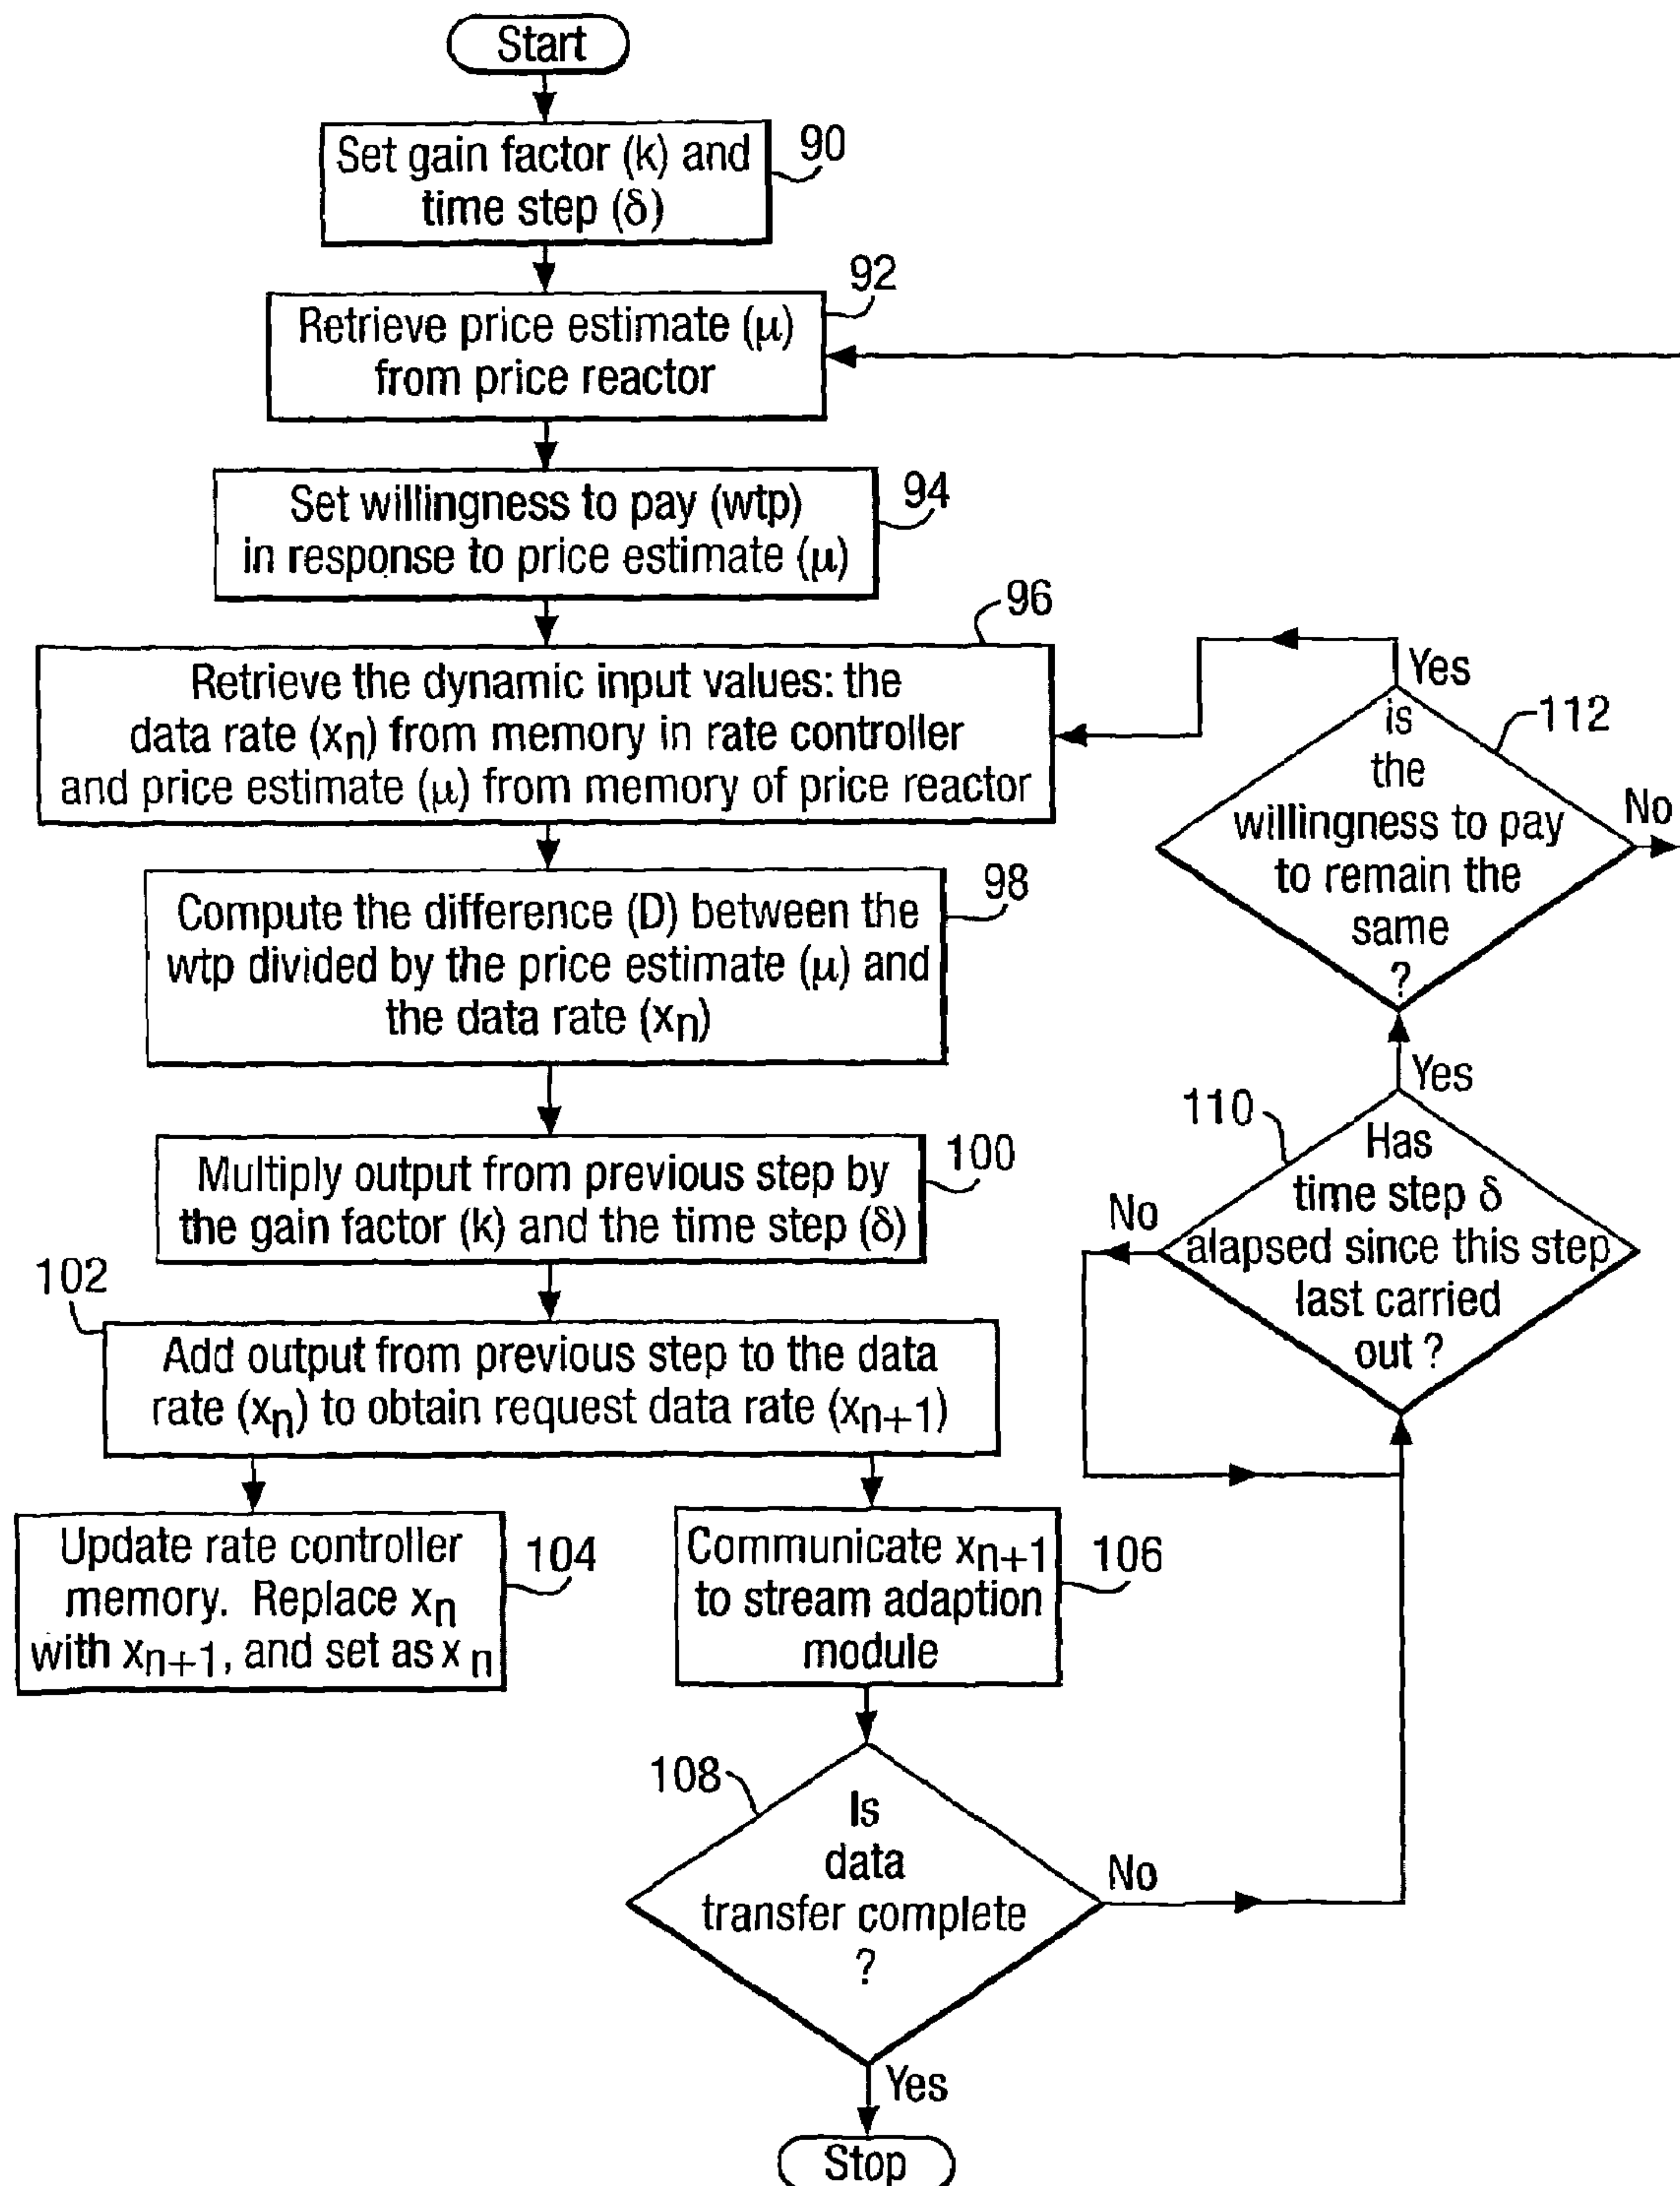 Start
Set gain factor (k) and
time step (δ)
90
Retrieve price estimate (μ)
from price reactor
92
Set willingness to pay (wtp)
in response to price estimate (μ)
94
Retrieve the dynamic input values: the
data rate (xn) from memory in rate controller
and price estimate (μ) from memory of price reactor
96
Compute the difference (D) between the
wtp divided by the price estimate (μ) and
the data rate (xn)
98
Multiply output from previous step by
the gain factor (k) and the time step (δ)
100
102
Add output from previous step to the data
rate (xn) to obtain request data rate (xn+1)
Update rate controller
memory. Replace xn
with xn+1, and set as xn
104
Communicate xn+1
to stream adaption
module
106
108
Is
data
transfer complete
?
No
Yes
Stop
110
Has
time step δ
alapsed since this step
last carried
out ?
No
Yes
is
the
willingness to pay
to remain the
same
?
112
Yes
No